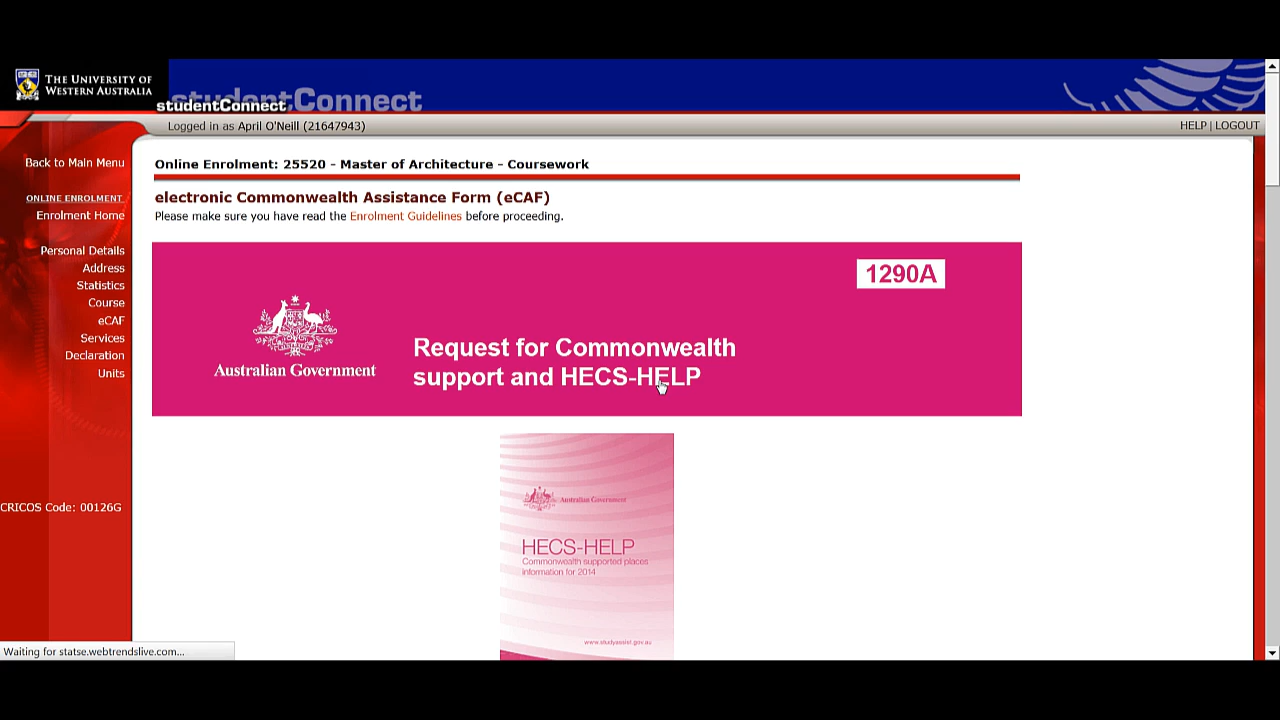 THE UNIVERSITY OF
WESTERN AUSTRALIA
studentConnect
studentConnect
Logged in as April O'Neill (21647943)
HELP | LOGOUT
Back to Main Menu
ONLINE ENROLMENT
Enrolment Home
Personal Details
Address
Statistics
Course
eCAF
Services
Declaration
Units
CRICOS Code: 00126G
Online Enrolment: 25520 - Master of Architecture - Coursework
electronic Commonwealth Assistance Form (eCAF)
Please make sure you have read the Enrolment Guidelines before proceeding.
1290A
Australian Government
Request for Commonwealth
support and HECS-HELP
Australian Government
HECS-HELP
Commonwealth supported places
information for 2014
www.studyassist.gov.au
Waiting for statse.webtrendslive.com...